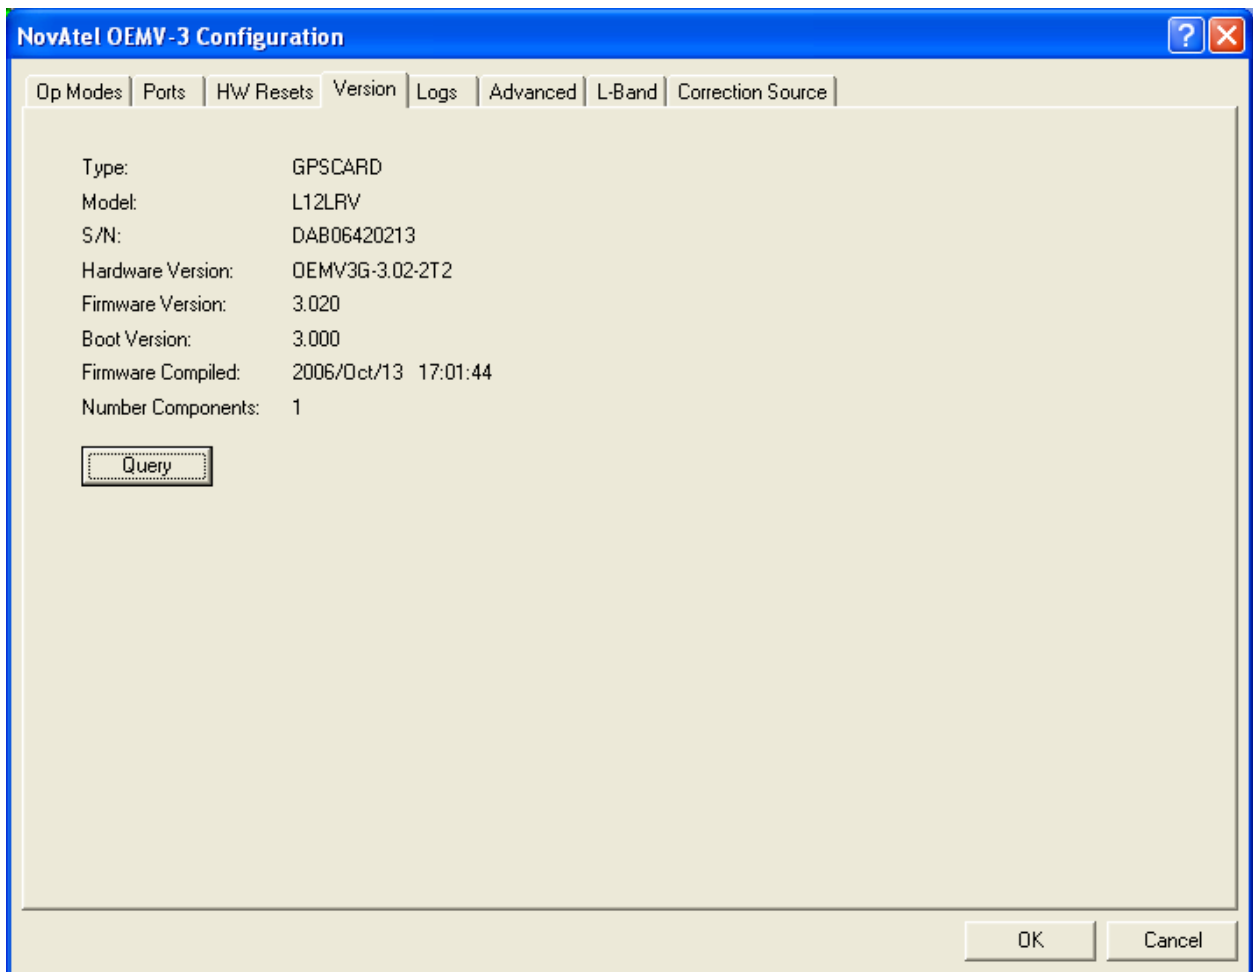 NovAtel OEMV-3 Configuration
Op Modes Ports HW Resets Version Logs Advanced L-Band Correction Source
Type: GPSCARD
Model: L12LRV
S/N: DAB06420213
Hardware Version: OEMV3G-3.02-2T2
Firmware Version: 3.020
Boot Version: 3.000
Firmware Compiled: 2006/Oct/13 17:01:44
Number Components: 1
Query
OK Cancel